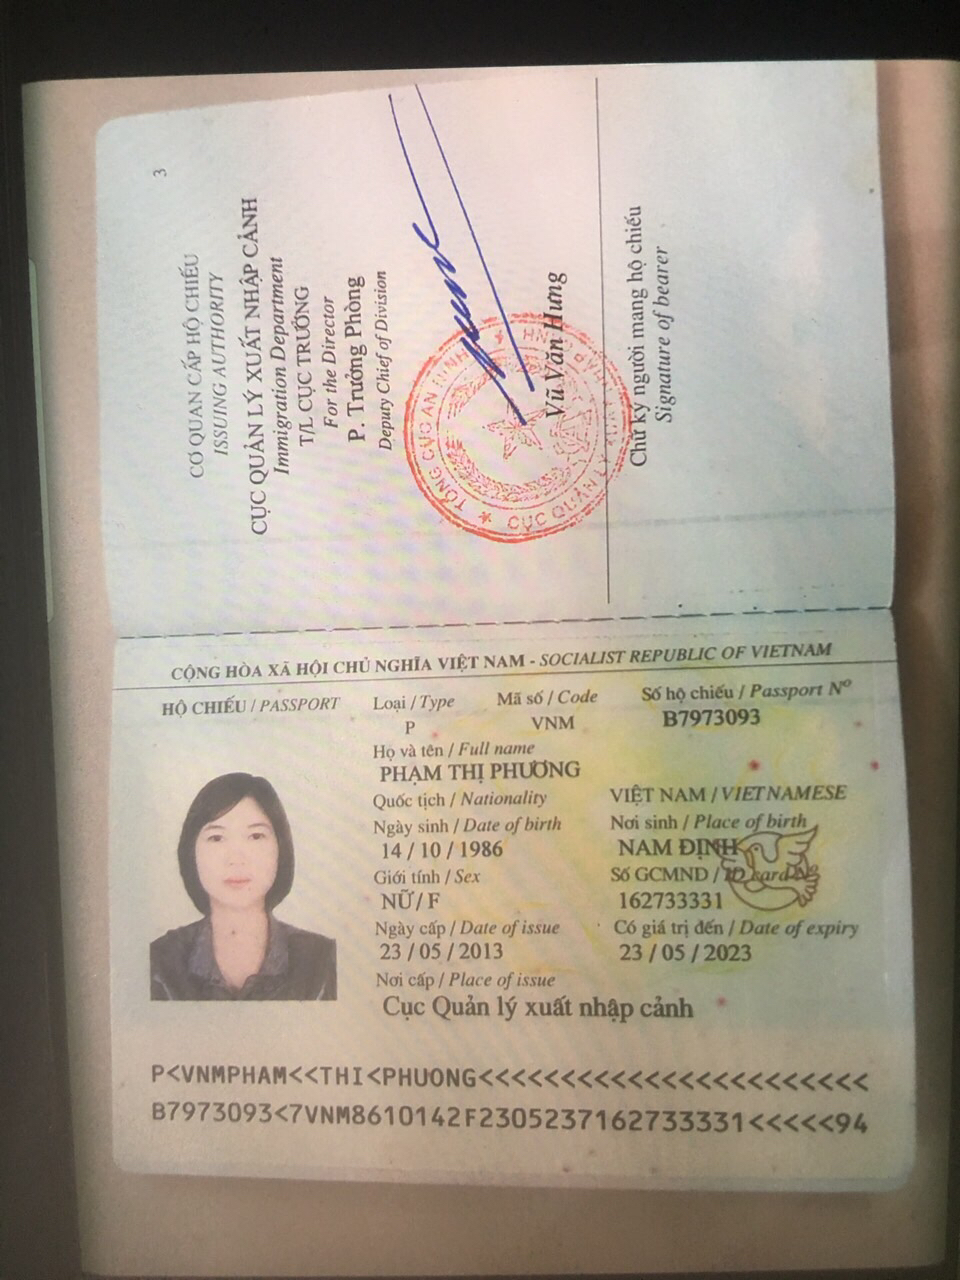 3
CƠ QUAN CẤP HỘ CHIẾU
ISSUING AUTHORITY
CỤC QUẢN LÝ XUẤT NHẬP CẢNH
Immigration Department
T/L CỤC TRƯỞNG
For the Director
P. Trưởng Phòng
Deputy Chief of Division
TỔNG CỤC AN NINH
CỤC QUẢN LÝ
Vũ Văn Hưng
Chữ ký người mang hộ chiếu
Signature of bearer
CỘNG HÒA XÃ HỘI CHỦ NGHĨA VIỆT NAM - SOCIALIST REPUBLIC OF VIETNAM
HỘ CHIẾU / PASSPORT Loại / Type Mã số / Code Số hộ chiếu / Passport Nº
P VNM B7973093
Họ và tên / Full name
PHẠM THỊ PHƯƠNG
Quốc tịch / Nationality VIỆT NAM / VIETNAMESE
Ngày sinh / Date of birth Nơi sinh / Place of birth
14 / 10 / 1986 NAM ĐỊNH
Giới tính / Sex Số GCMND / ID card Nº
NỮ / F 162733331
Ngày cấp / Date of issue Có giá trị đến / Date of expiry
23 / 05 / 2013 23 / 05 / 2023
Nơi cấp / Place of issue
Cục Quản lý xuất nhập cảnh
P<VNMPHAM<<THI<PHUONG<<<<<<<<<<<<<<<<<<<<<<<
B7973093<7VNM8610142F2305237162733331<<<<<94